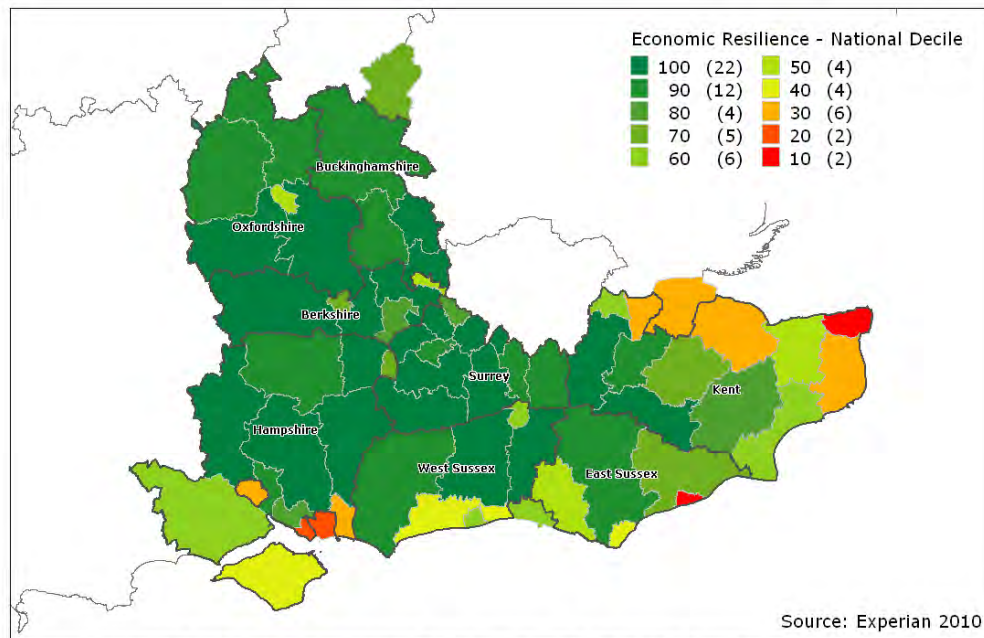 Economic Resilience - National Decile
100 (22) 50 (4)
90 (12) 40 (4)
80 (4) 30 (6)
70 (5) 20 (2)
60 (6) 10 (2)
Buckinghamshire
Oxfordshire
Berkshire
Surrey
Kent
Hampshire
West Sussex
East Sussex
Source: Experian 2010